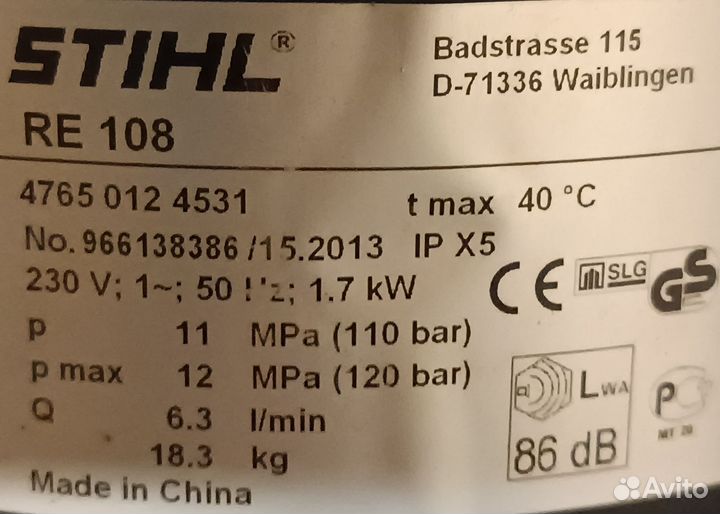 STIHL®
Badstrasse 115
D-71336 Waiblingen
RE 108
4765 012 4531 t max 40 °C
No. 966138386 /15.2013 IP X5
230 V; 1~; 50 Hz; 1.7 kW
CE SLG GS
p 11 MPa (110 bar)
p max 12 MPa (120 bar)
Q 6.3 l/min
18.3 kg
LWA
86 dB
P
Made in China
Avito